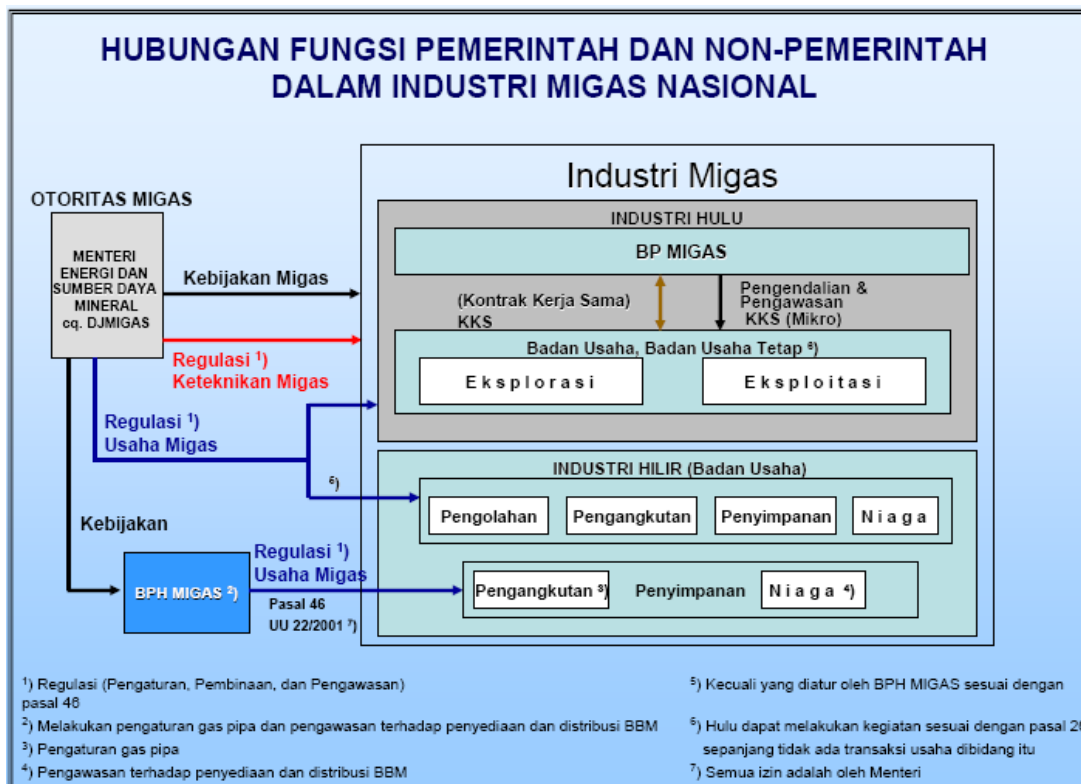 HUBUNGAN FUNGSI PEMERINTAH DAN NON-PEMERINTAH
DALAM INDUSTRI MIGAS NASIONAL
Industri Migas
OTORITAS MIGAS
MENTERI
ENERGI DAN
SUMBER DAYA
MINERAL
cq. DJMIGAS
Kebijakan Migas
Regulasi ¹)
Keteknikan Migas
Regulasi ¹)
Usaha Migas
Kebijakan
BPH MIGAS ²)
Regulasi ¹)
Usaha Migas
Pasal 46
UU 22/2001 ⁷)
INDUSTRI HULU
BP MIGAS
(Kontrak Kerja Sama)
KKS
Pengendalian &
Pengawasan
KKS (Mikro)
Badan Usaha, Badan Usaha Tetap ⁶)
Eksplorasi
Eksploitasi
INDUSTRI HILIR (Badan Usaha)
⁵)
Pengolahan
Pengangkutan
Penyimpanan
Niaga
Pengangkutan ³)
Penyimpanan
Niaga ⁴)
¹) Regulasi (Pengaturan, Pembinaan, dan Pengawasan)
pasal 46
²) Melakukan pengaturan gas pipa dan pengawasan terhadap penyediaan dan distribusi BBM
³) Pengaturan gas pipa
⁴) Pengawasan terhadap penyediaan dan distribusi BBM
⁵) Kecuali yang diatur oleh BPH MIGAS sesuai dengan
⁶) Hulu dapat melakukan kegiatan sesuai dengan pasal
sepanjang tidak ada transaksi usaha dibidang itu
⁷) Semua izin adalah oleh Menteri